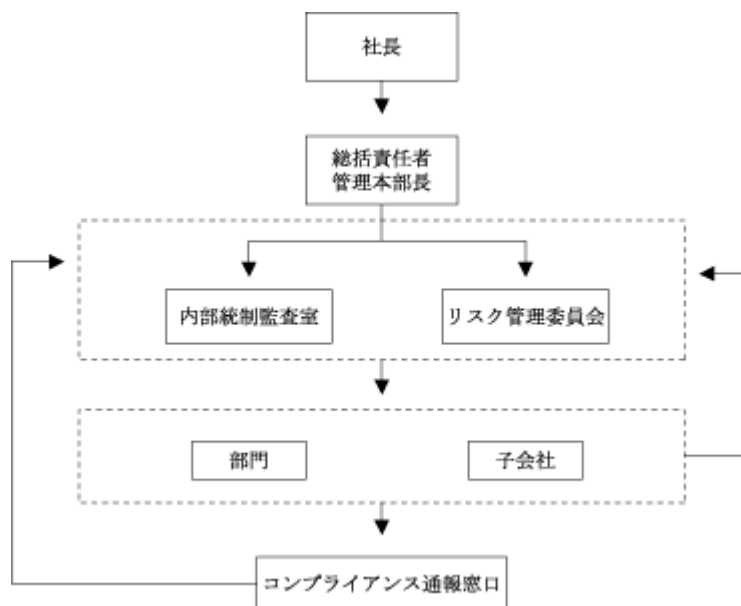 社長
総括責任者
管理本部長
内部統制監査室
リスク管理委員会
部門
子会社
コンプライアンス通報窓口